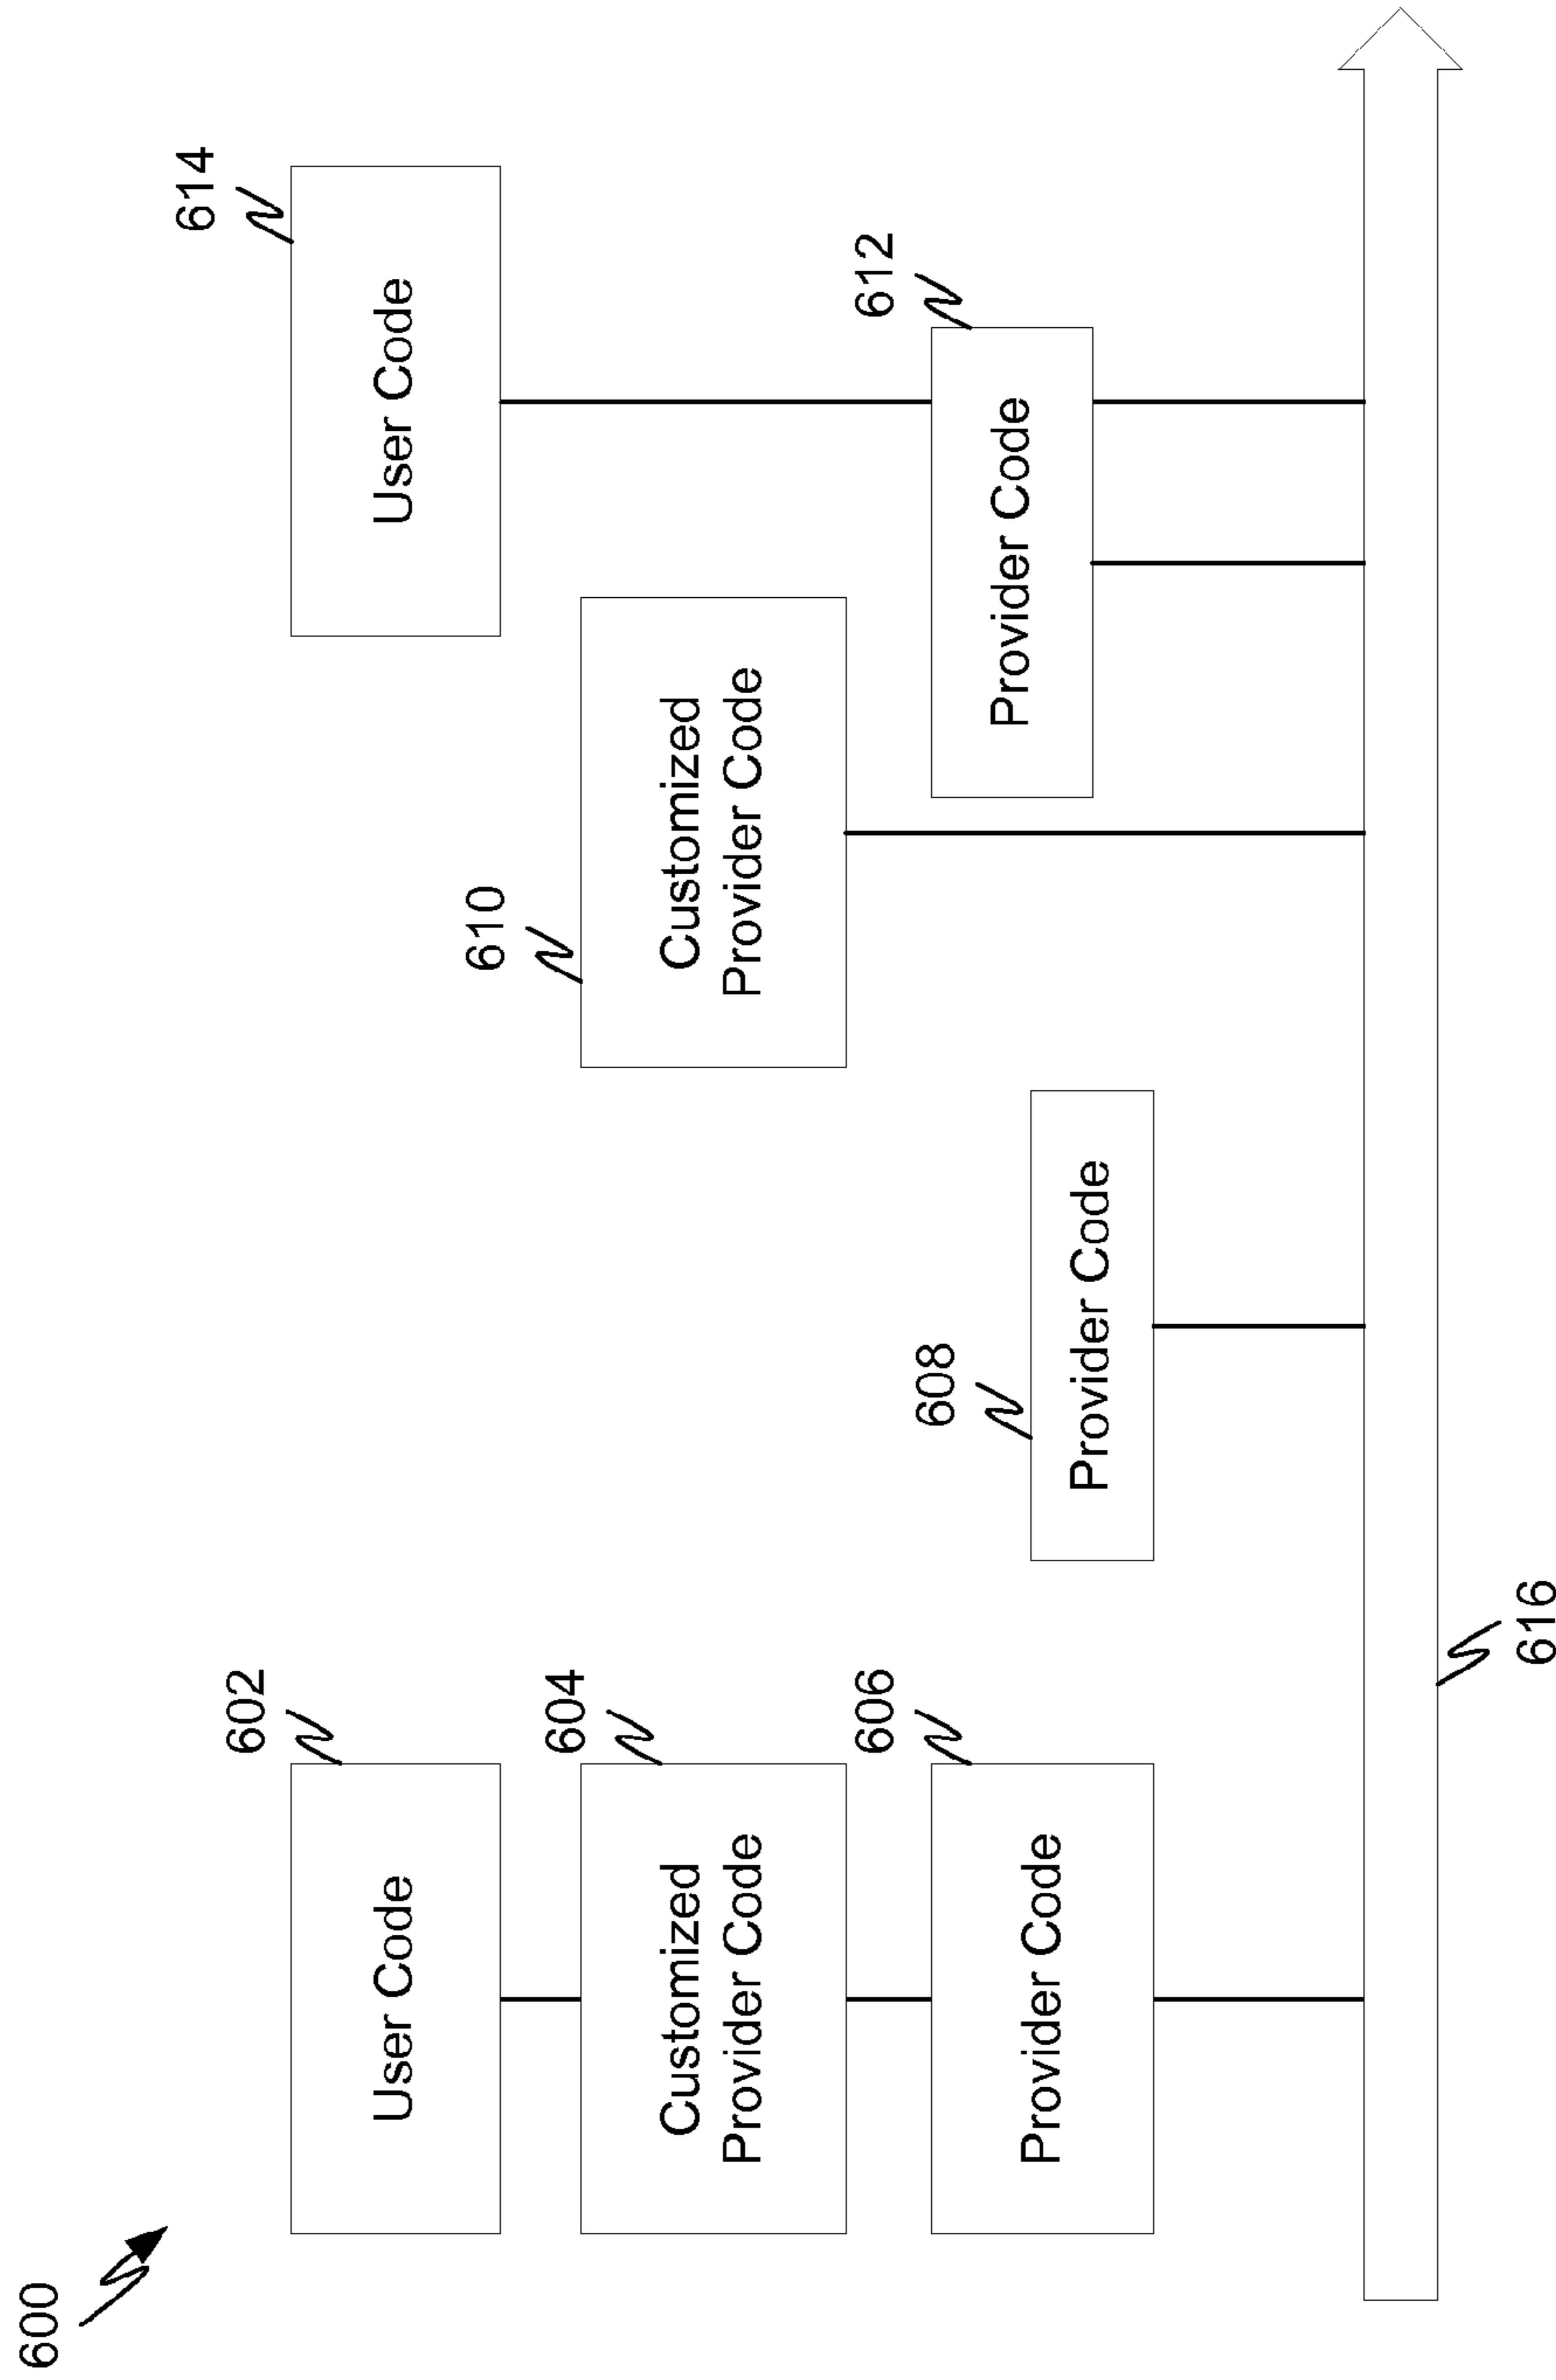 600
602
User Code
604
Customized
Provider Code
606
Provider Code
608
Provider Code
610
Customized
Provider Code
612
Provider Code
614
User Code
616